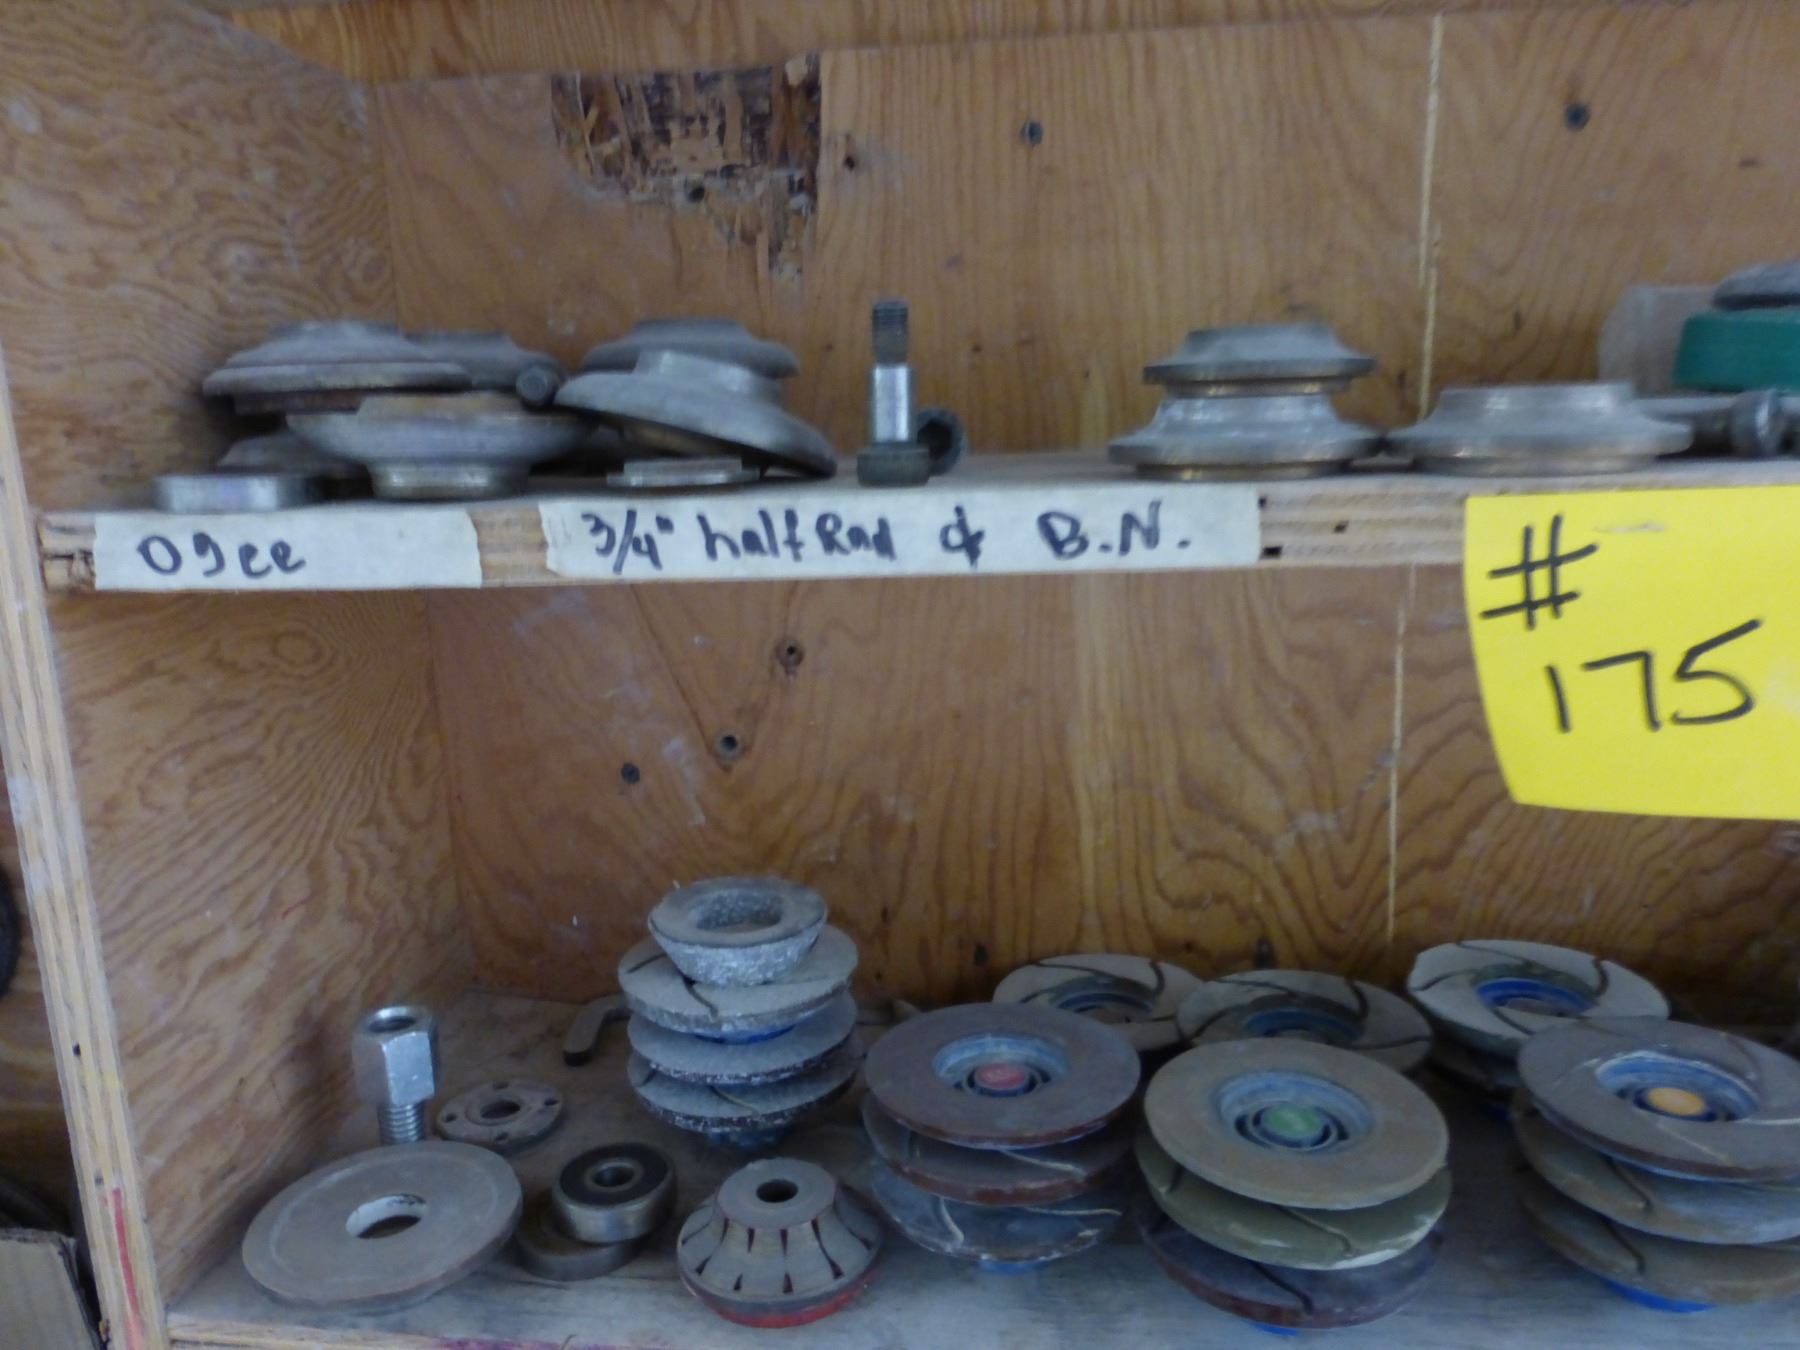 Ogee
3/4" half Rad & B.N.
#
175